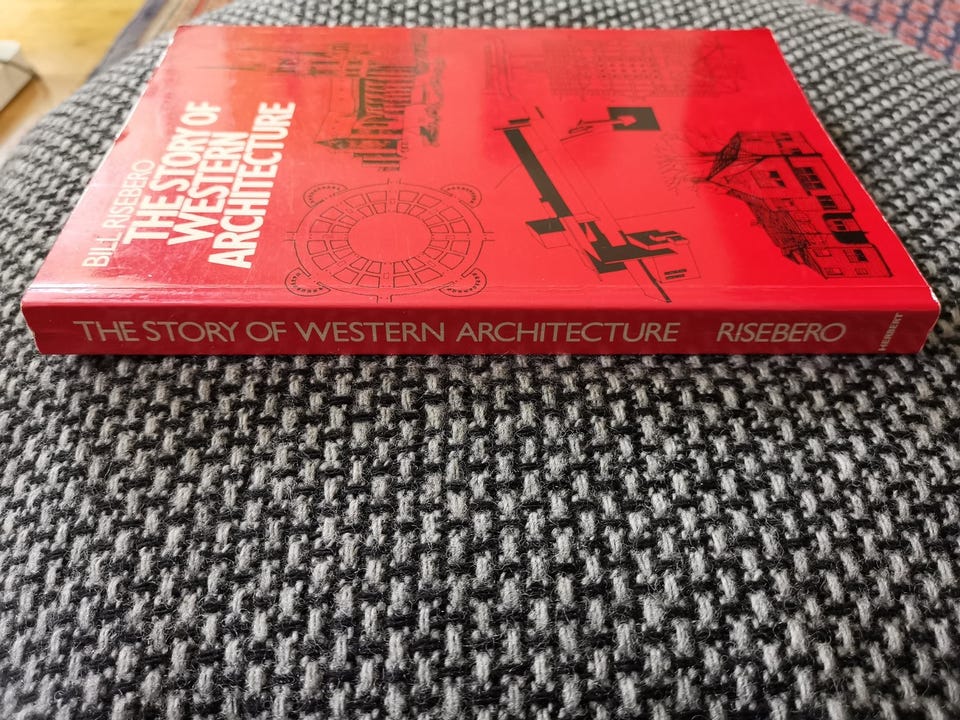 BILL RISEBERO
THE STORY OF
WESTERN
ARCHITECTURE
THE STORY OF WESTERN ARCHITECTURE RISEBERO
HERBERT